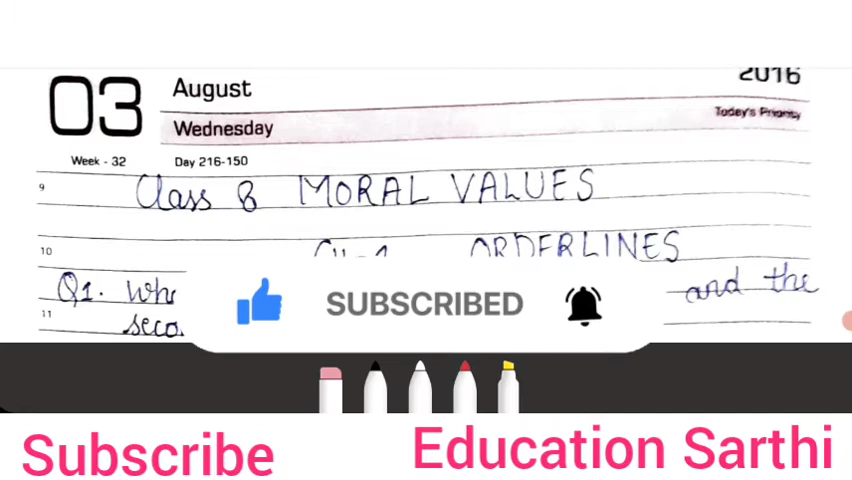 03
August
2016
Wednesday
Today's Priority
Week - 32
Day 216-150
9
Class 8 MORAL VALUES
10
11
Q1.
and the
SUBSCRIBED
Subscribe
Education Sarthi